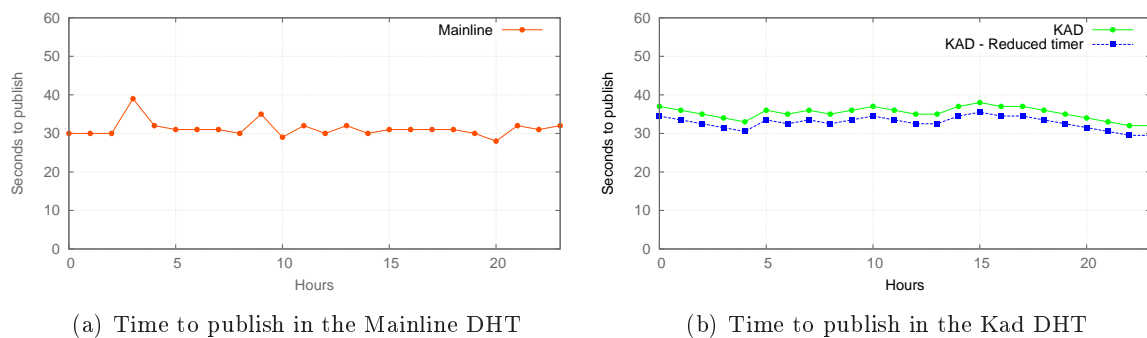 60
50
40
30
20
10
0
Seconds to publish
Mainline
0 5 10 15 20
Hours
(a) Time to publish in the Mainline DHT
60
50
40
30
20
10
0
Seconds to publish
KAD
KAD - Reduced timer
0 5 10 15 20
Hours
(b) Time to publish in the Kad DHT